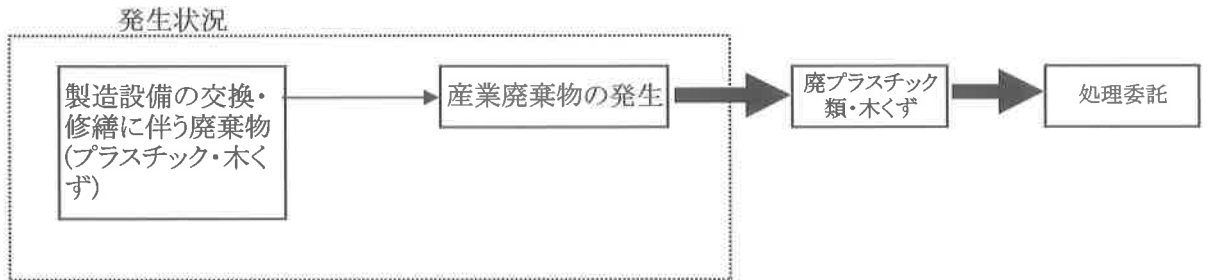 発生状況
製造設備の交換・
修繕に伴う廃棄物
(プラスチック・木く
ず)
産業廃棄物の発生
廃プラスチック
類・木くず
処理委託